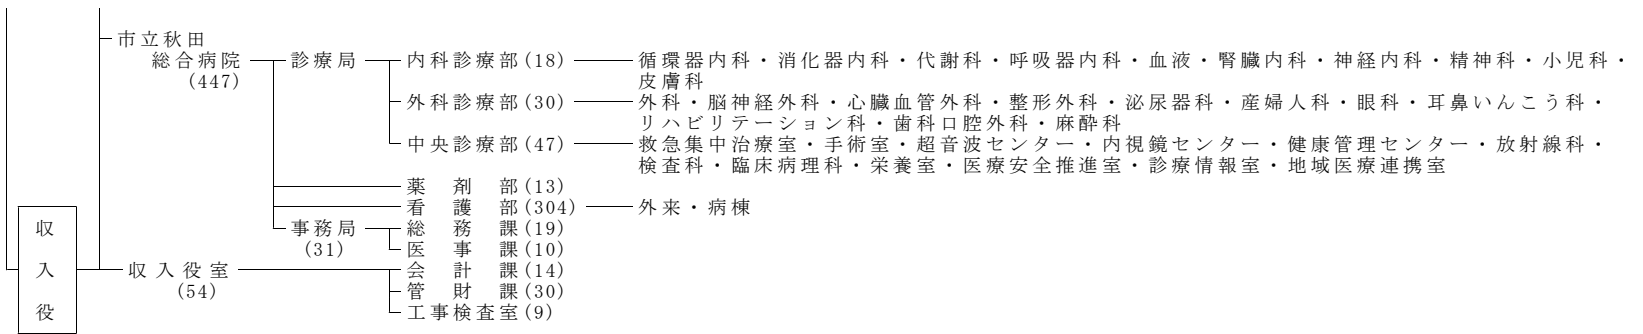 市立秋田
総合病院 診療局 内科診療部(18) 循環器内科・消化器内科・代謝科・呼吸器内科・血液・腎臓内科・神経内科・精神科・小児科・
(447) 皮膚科
外科診療部(30) 外科・脳神経外科・心臓血管外科・整形外科・泌尿器科・産婦人科・眼科・耳鼻いんこう科・
リハビリテーション科・歯科口腔外科・麻酔科
中央診療部(47) 救急集中治療室・手術室・超音波センター・内視鏡センター・健康管理センター・放射線科・
検査科・臨床病理科・栄養室・医療安全推進室・診療情報室・地域医療連携室
薬剤部(13)
看護部(304) 外来・病棟
事務局 総務課(19)
(31) 医事課(10)
収入役 収入役室 会計課(14)
(54) 管財課(30)
工事検査室(9)